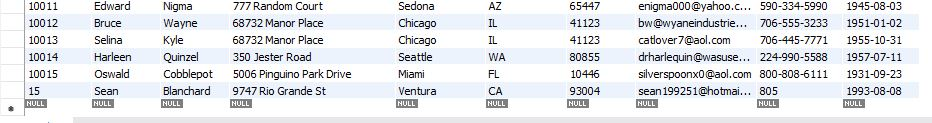 10011 Edward Nigma 777 Random Court Sedona AZ 65447 enigma000@yahoo.c... 590-334-5990 1945-08-03
10012 Bruce Wayne 68732 Manor Place Chicago IL 41123 bw@wyaneindustrie... 706-555-3233 1951-01-02
10013 Selina Kyle 68732 Manor Place Chicago IL 41123 catlover7@aol.com 706-445-7771 1955-10-31
10014 Harleen Quinzel 350 Jester Road Seattle WA 80855 drharlequin@wasuse... 224-990-5588 1957-07-11
10015 Oswald Cobblepot 5006 Pinguino Park Drive Miami FL 10446 silverspoonx0@aol.com 800-808-6111 1931-09-23
15 Sean Blanchard 9747 Rio Grande St Ventura CA 93004 sean199251@hotmai... 805 1993-08-08
NULL NULL NULL NULL NULL NULL NULL NULL NULL NULL